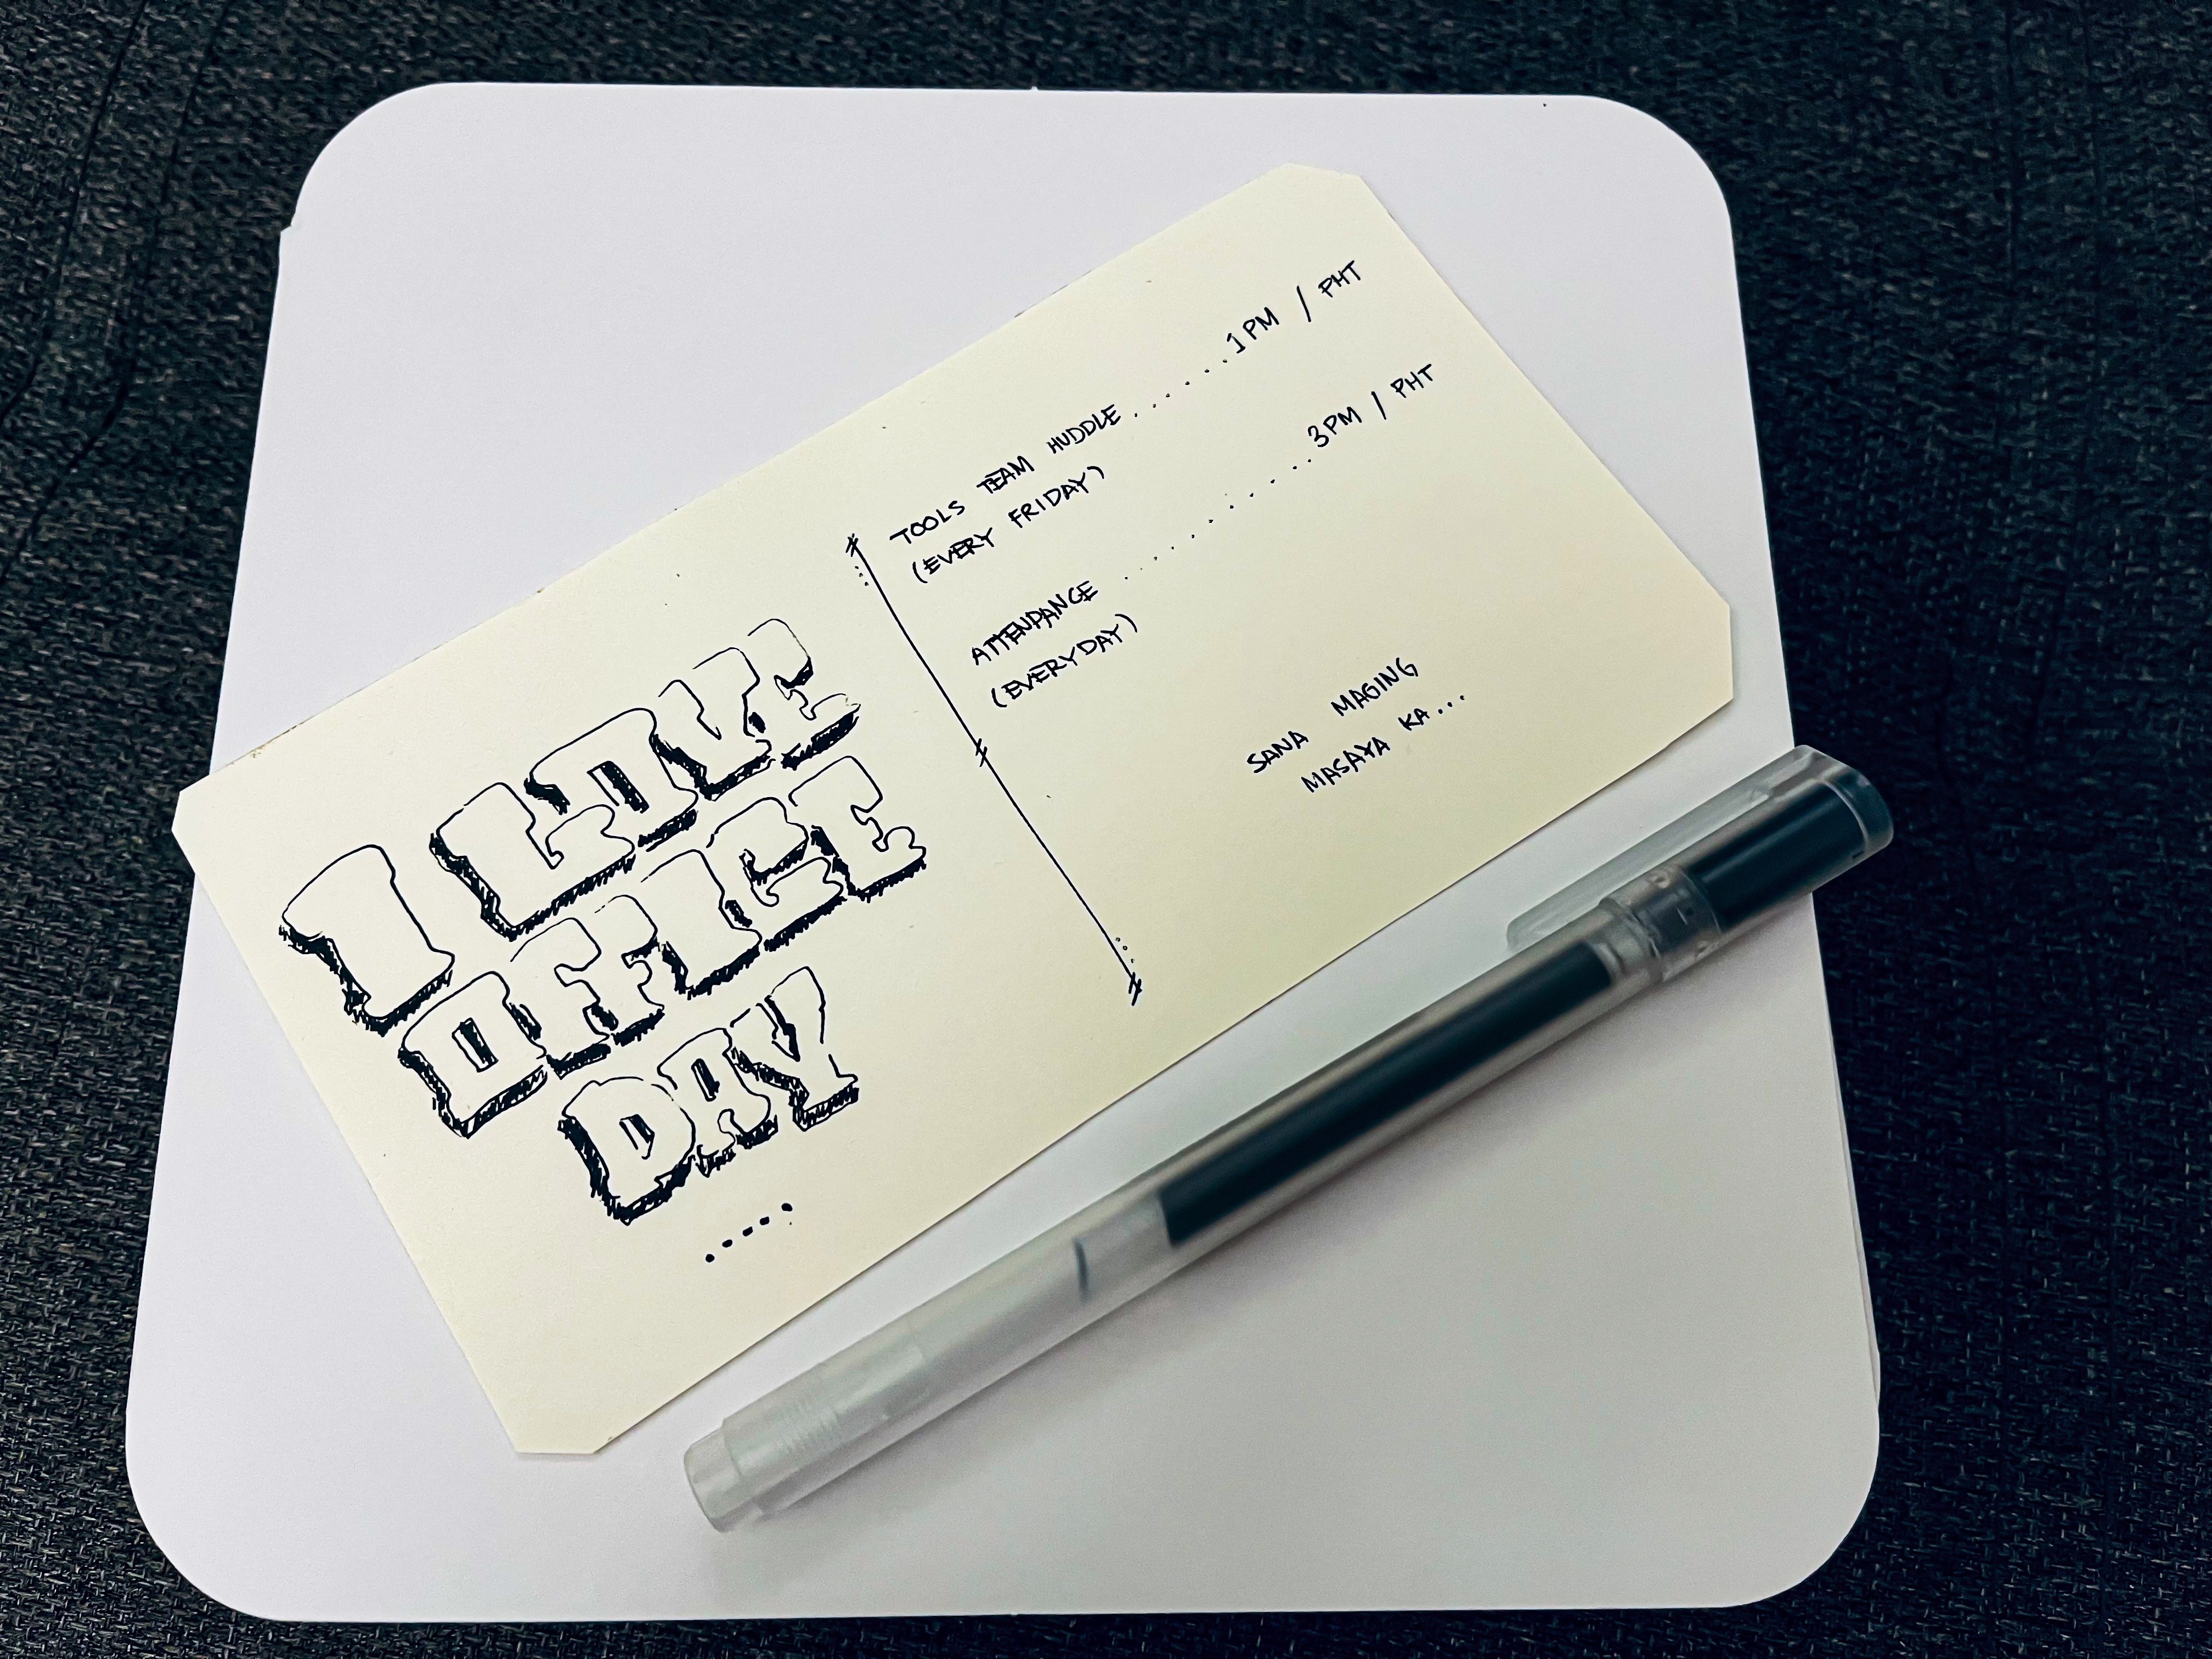 I LOVE
OFFICE
DAY
.....
TOOLS TEAM HUDDLE ........1PM / PHT
(EVERY FRIDAY)
ATTENDANCE ..........3PM / PHT
(EVERYDAY)
SANA MAGING
MASAYA KA...